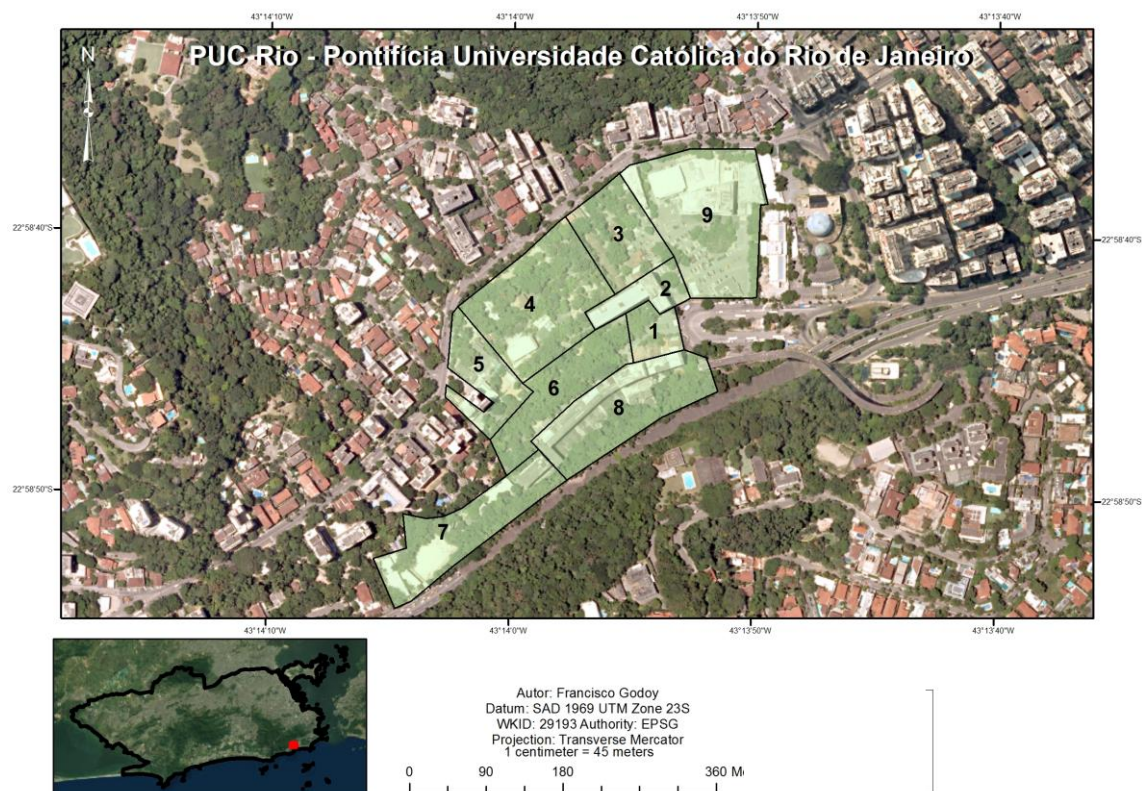 43°14'10"W 43°14'0"W 43°13'50"W 43°13'40"W
N
PUC-Rio - Pontifícia Universidade Católica do Rio de Janeiro
22°58'40"S 22°58'40"S
9
3
2
4
1
5
6
8
22°58'50"S 22°58'50"S
7
43°14'10"W 43°14'0"W 43°13'50"W 43°13'40"W
Autor: Francisco Godoy
Datum: SAD 1969 UTM Zone 23S
WKID: 29193 Authority: EPSG
Projection: Transverse Mercator
1 centimeter = 45 meters
0 90 180 360